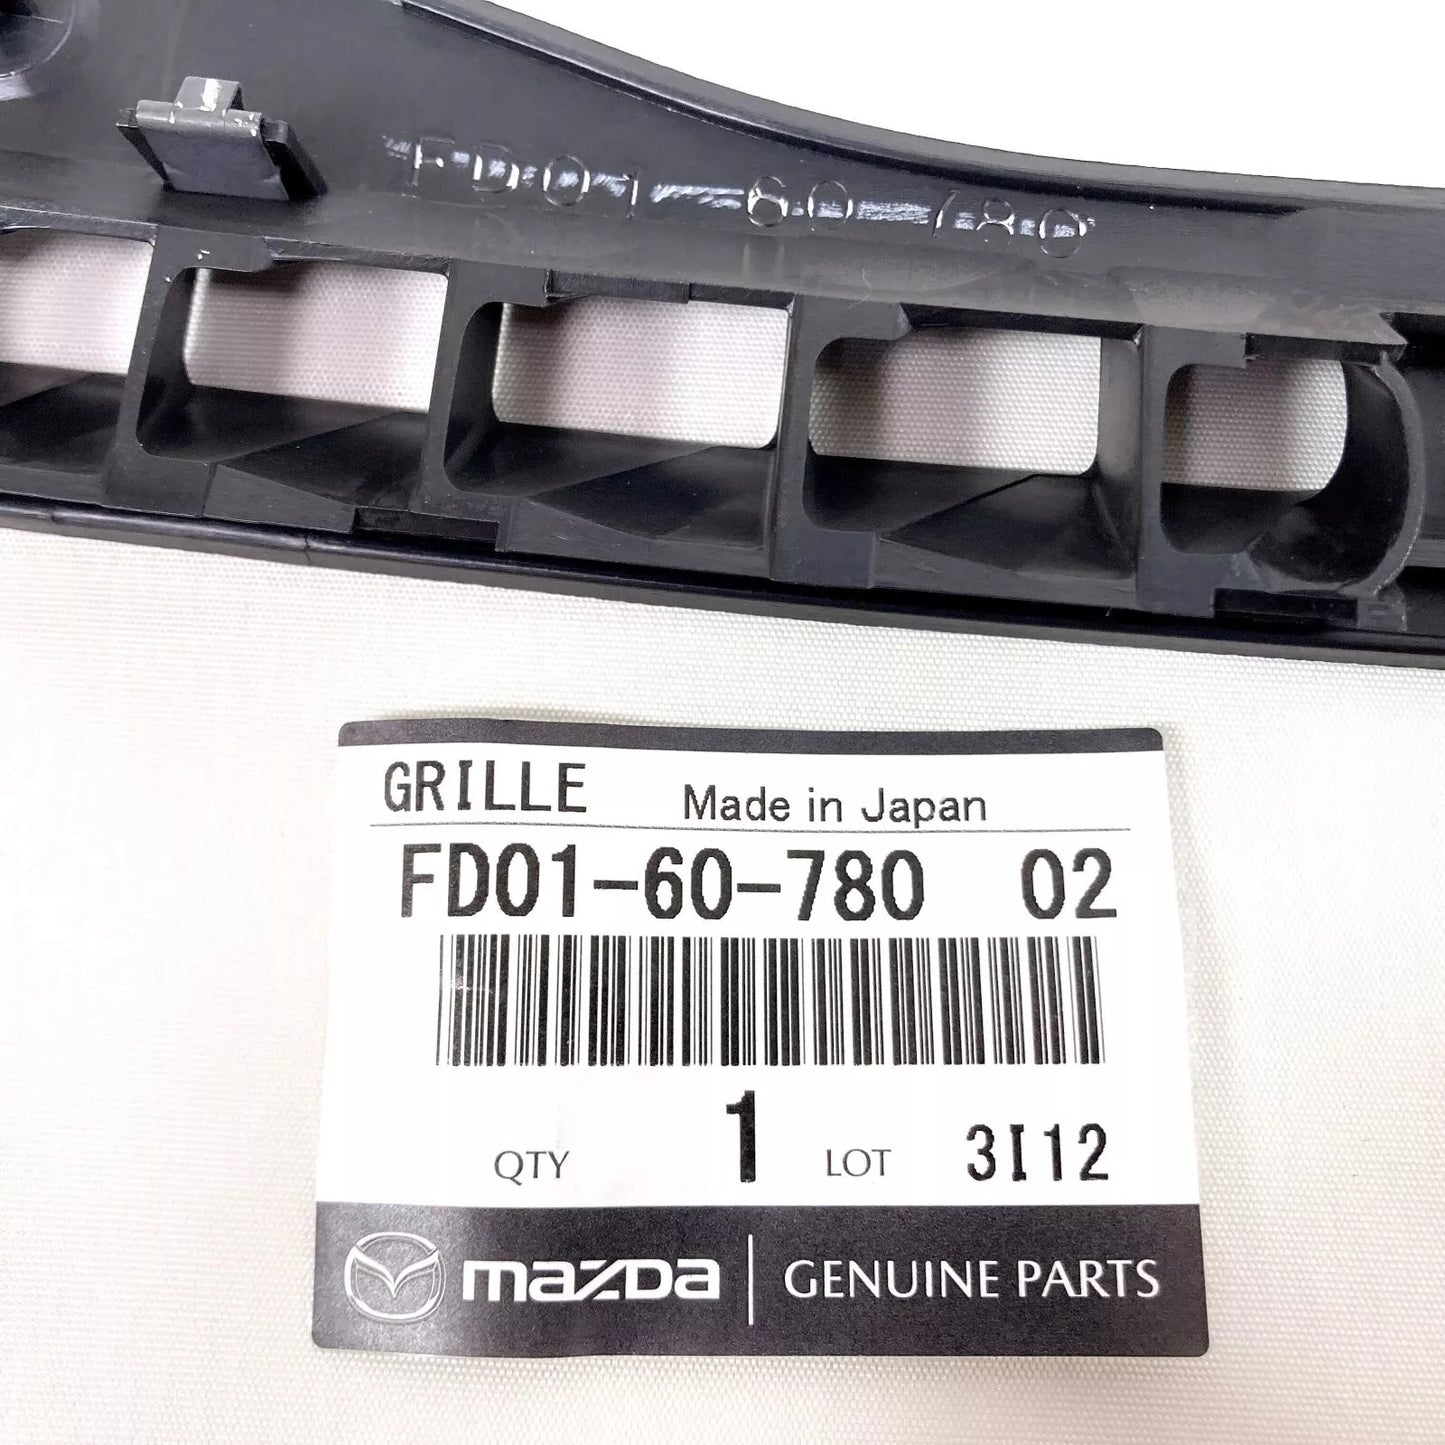 FD01-60-780
GRILLE Made in Japan
FD01-60-780 02
QTY 1 LOT 3I12
mazda GENUINE PARTS